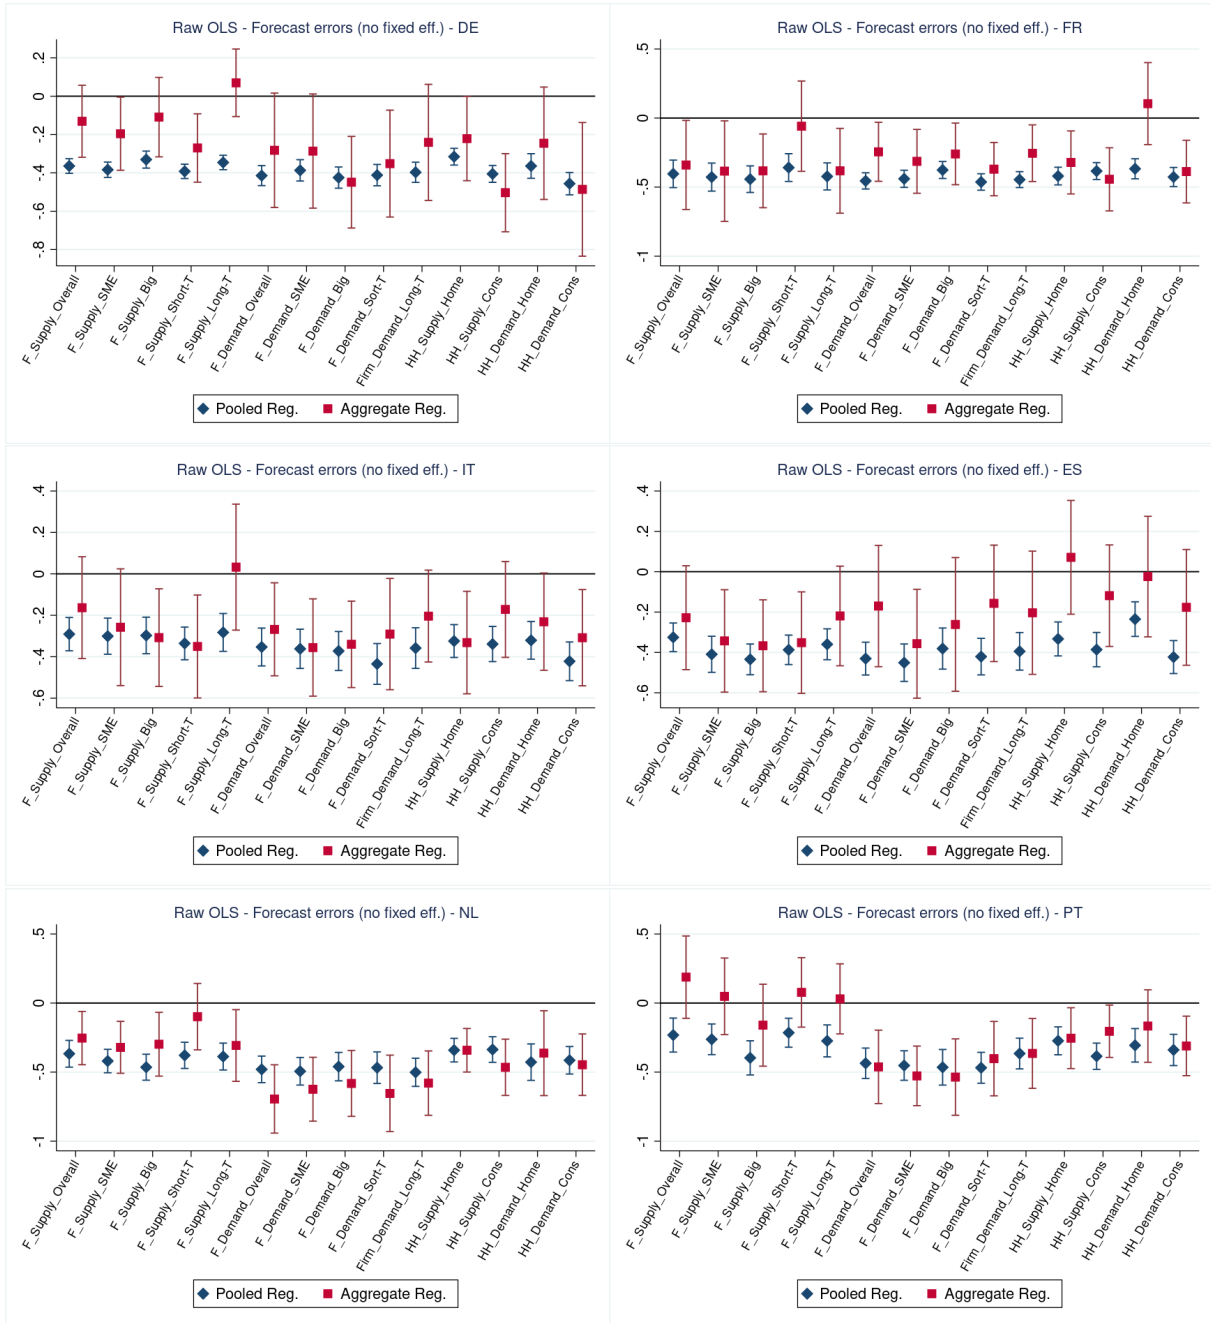 Raw OLS - Forecast errors (no fixed eff.) - DE
.2
0
-.2
-.4
-.6
-.8
F_Supply_Overall
F_Supply_SME
F_Supply_Big
F_Supply_Short-T
F_Supply_Long-T
F_Demand_Overall
F_Demand_SME
F_Demand_Big
F_Demand_Sort-T
Firm_Demand_Long-T
HH_Supply_Home
HH_Supply_Cons
HH_Demand_Home
HH_Demand_Cons
Pooled Reg. Aggregate Reg.
Raw OLS - Forecast errors (no fixed eff.) - FR
.5
0
-.5
-1
F_Supply_Overall
F_Supply_SME
F_Supply_Big
F_Supply_Short-T
F_Supply_Long-T
F_Demand_Overall
F_Demand_SME
F_Demand_Big
F_Demand_Sort-T
Firm_Demand_Long-T
HH_Supply_Home
HH_Supply_Cons
HH_Demand_Home
HH_Demand_Cons
Pooled Reg. Aggregate Reg.
Raw OLS - Forecast errors (no fixed eff.) - IT
.4
.2
0
-.2
-.4
-.6
F_Supply_Overall
F_Supply_SME
F_Supply_Big
F_Supply_Short-T
F_Supply_Long-T
F_Demand_Overall
F_Demand_SME
F_Demand_Big
F_Demand_Sort-T
Firm_Demand_Long-T
HH_Supply_Home
HH_Supply_Cons
HH_Demand_Home
HH_Demand_Cons
Pooled Reg. Aggregate Reg.
Raw OLS - Forecast errors (no fixed eff.) - ES
.4
.2
0
-.2
-.4
-.6
F_Supply_Overall
F_Supply_SME
F_Supply_Big
F_Supply_Short-T
F_Supply_Long-T
F_Demand_Overall
F_Demand_SME
F_Demand_Big
F_Demand_Sort-T
Firm_Demand_Long-T
HH_Supply_Home
HH_Supply_Cons
HH_Demand_Home
HH_Demand_Cons
Pooled Reg. Aggregate Reg.
Raw OLS - Forecast errors (no fixed eff.) - NL
.5
0
-.5
-1
F_Supply_Overall
F_Supply_SME
F_Supply_Big
F_Supply_Short-T
F_Supply_Long-T
F_Demand_Overall
F_Demand_SME
F_Demand_Big
F_Demand_Sort-T
Firm_Demand_Long-T
HH_Supply_Home
HH_Supply_Cons
HH_Demand_Home
HH_Demand_Cons
Pooled Reg. Aggregate Reg.
Raw OLS - Forecast errors (no fixed eff.) - PT
.5
0
-.5
-1
F_Supply_Overall
F_Supply_SME
F_Supply_Big
F_Supply_Short-T
F_Supply_Long-T
F_Demand_Overall
F_Demand_SME
F_Demand_Big
F_Demand_Sort-T
Firm_Demand_Long-T
HH_Supply_Home
HH_Supply_Cons
HH_Demand_Home
HH_Demand_Cons
Pooled Reg. Aggregate Reg.